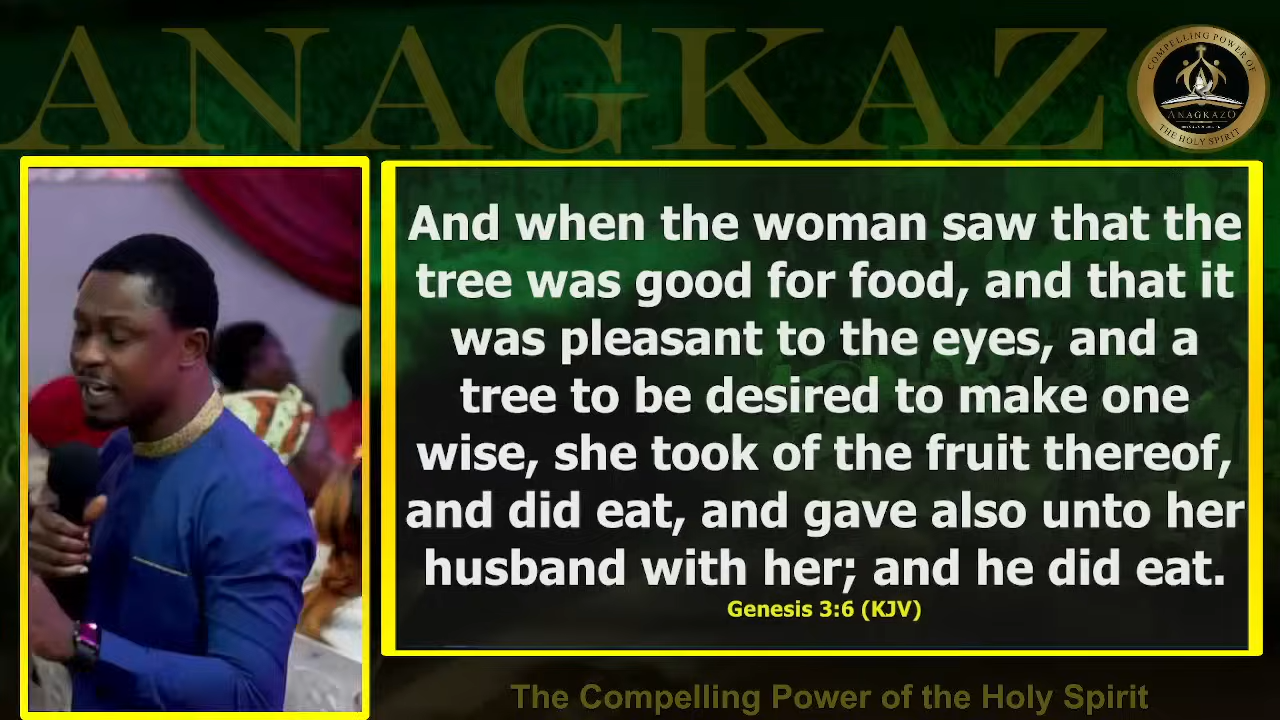 ANAGKAZO
COMPELLING POWER OF
ANAGKAZO
THE HOLY SPIRIT
And when the woman saw that the
tree was good for food, and that it
was pleasant to the eyes, and a
tree to be desired to make one
wise, she took of the fruit thereof,
and did eat, and gave also unto her
husband with her; and he did eat.
Genesis 3:6 (KJV)
The Compelling Power of the Holy Spirit